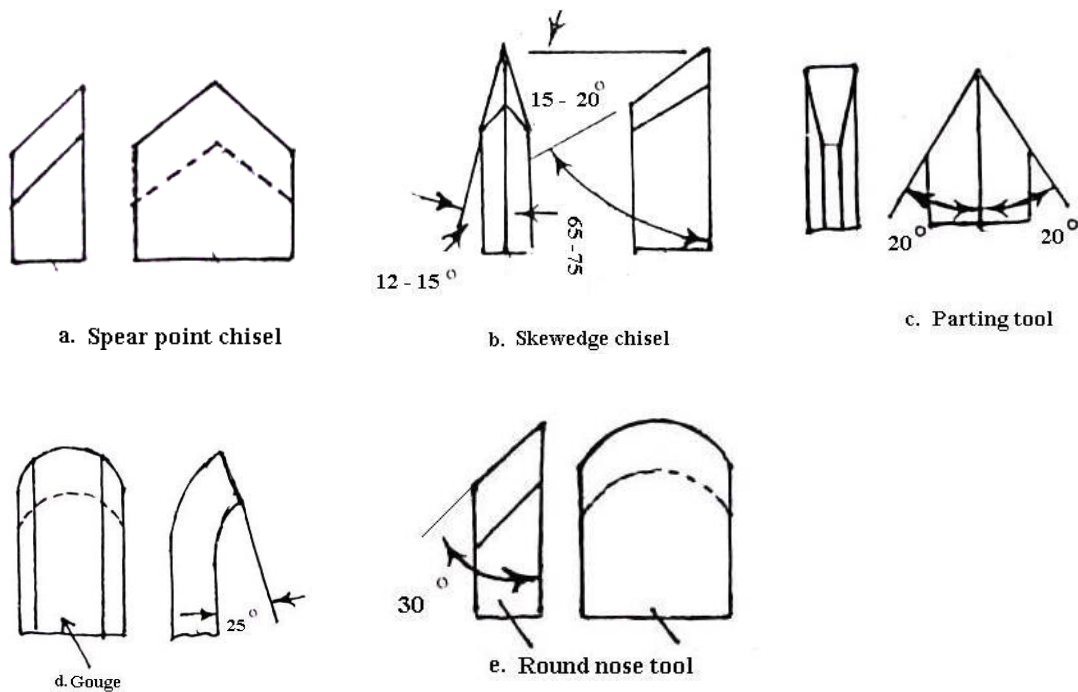 15 - 20°
65 -75
12 - 15°
20° 20°
a. Spear point chisel
b. Skewedge chisel
c. Parting tool
25°
d. Gouge
30°
e. Round nose tool